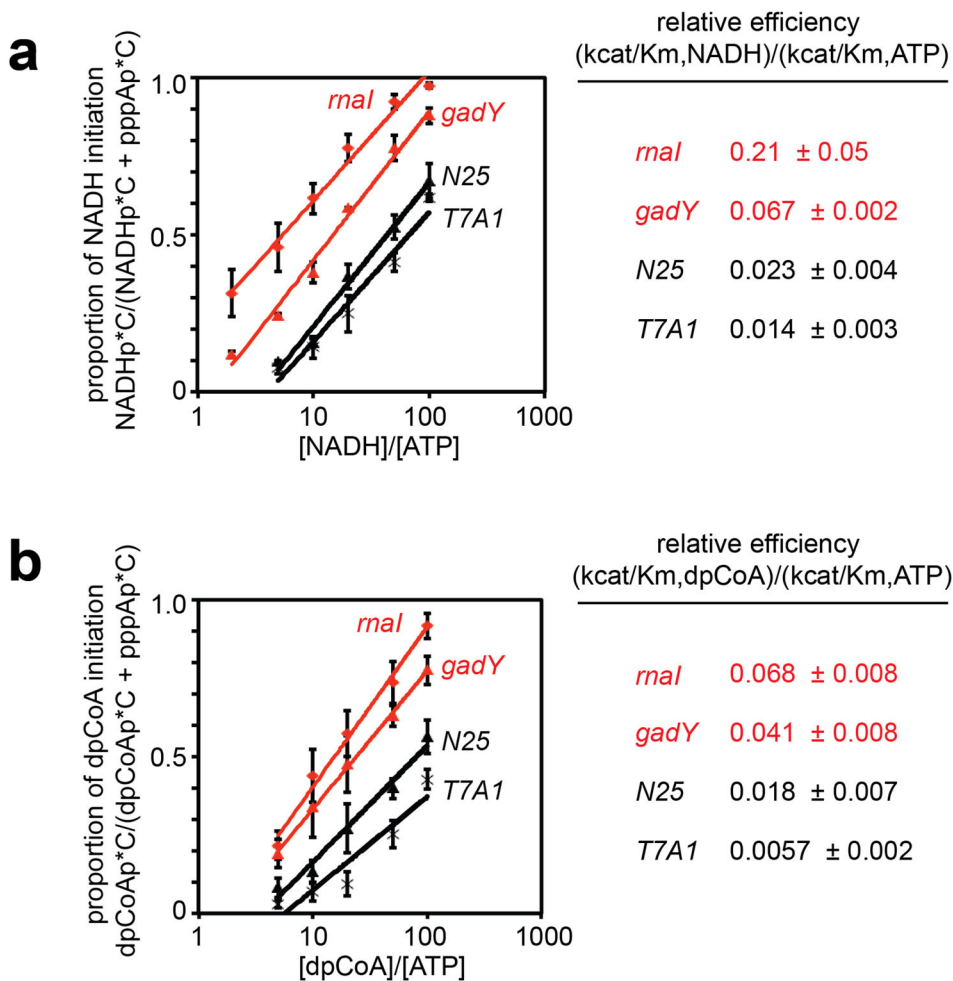 a
relative efficiency
(kcat/Km,NADH)/(kcat/Km,ATP)
proportion of NADH initiation
NADHp*C/(NADHp*C + pppAp*C)
1.0
0.5
0
1
10
100
1000
[NADH]/[ATP]
rnaI
gadY
N25
T7A1
rnaI 0.21 ± 0.05
gadY 0.067 ± 0.002
N25 0.023 ± 0.004
T7A1 0.014 ± 0.003
b
relative efficiency
(kcat/Km,dpCoA)/(kcat/Km,ATP)
proportion of dpCoA initiation
dpCoAp*C/(dpCoAp*C + pppAp*C)
1.0
0.5
0
1
10
100
1000
[dpCoA]/[ATP]
rnaI
gadY
N25
T7A1
rnaI 0.068 ± 0.008
gadY 0.041 ± 0.008
N25 0.018 ± 0.007
T7A1 0.0057 ± 0.002